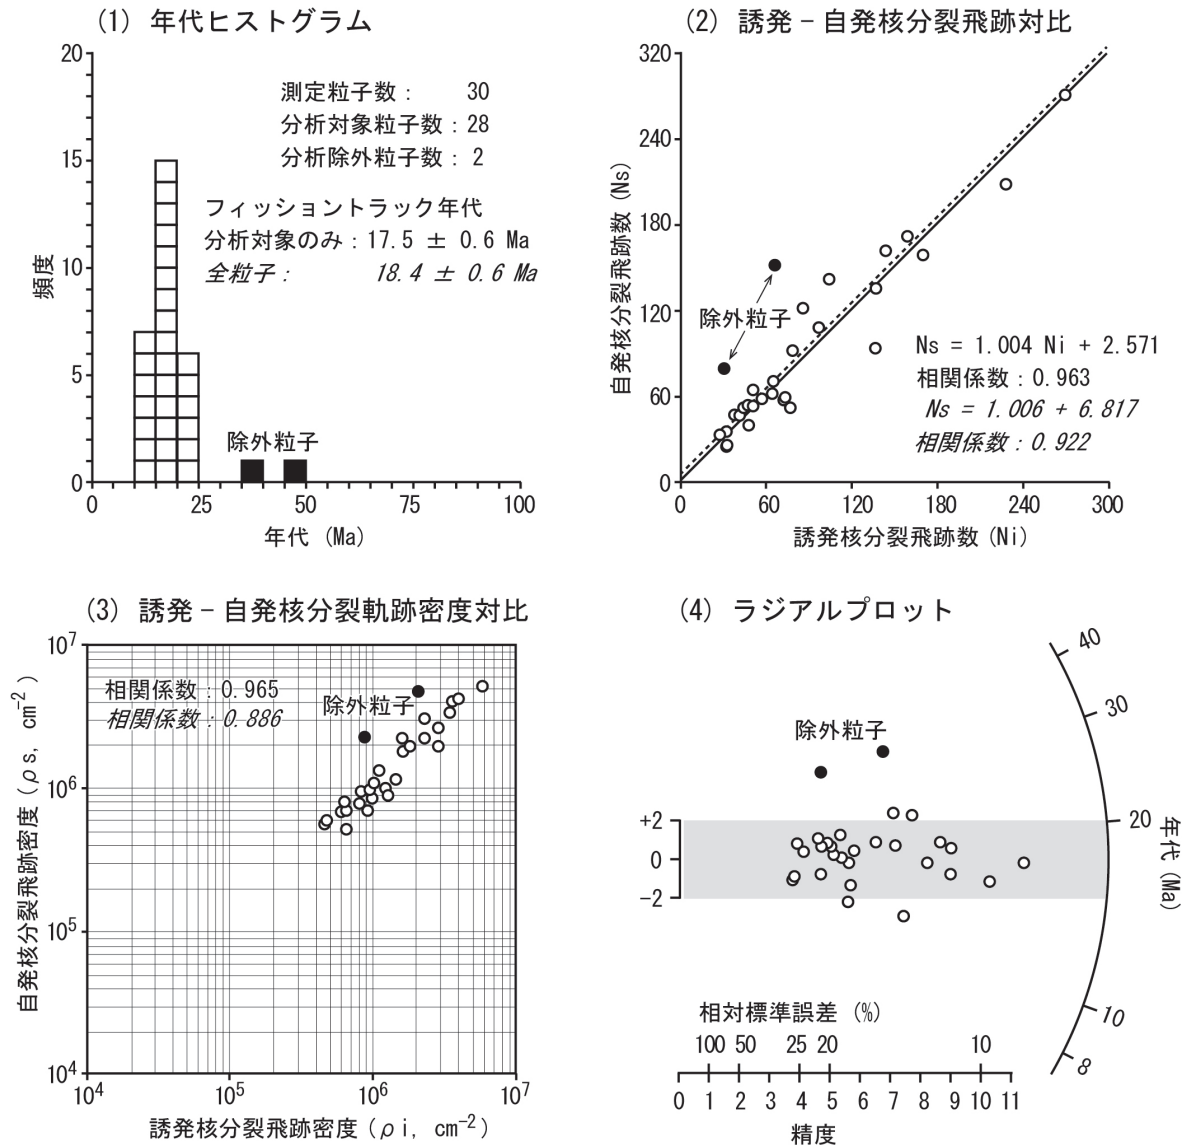 (1) 年代ヒストグラム
20
15
10
5
0
頻度
測定粒子数： 30
分析対象粒子数：28
分析除外粒子数： 2
フィッショントラック年代
分析対象のみ：17.5 ± 0.6 Ma
全粒子： 18.4 ± 0.6 Ma
除外粒子
0 25 50 75 100
年代 (Ma)
(2) 誘発－自発核分裂飛跡対比
320
240
180
120
60
0
自発核分裂飛跡数 (Ns)
除外粒子
Ns = 1.004 Ni + 2.571
相関係数：0.963
Ns = 1.006 + 6.817
相関係数：0.922
0 60 120 180 240 300
誘発核分裂飛跡数 (Ni)
(3) 誘発－自発核分裂軌跡密度対比
10⁷
10⁶
10⁵
10⁴
自発核分裂飛跡密度 (ρs, cm⁻²)
相関係数：0.965
相関係数：0.886
除外粒子
10⁴ 10⁵ 10⁶ 10⁷
誘発核分裂飛跡密度 (ρi, cm⁻²)
(4) ラジアルプロット
40
30
20
10
8
年代 (Ma)
除外粒子
+2
0
-2
相対標準誤差 (%)
100 50 25 20 10
0 1 2 3 4 5 6 7 8 9 10 11
精度